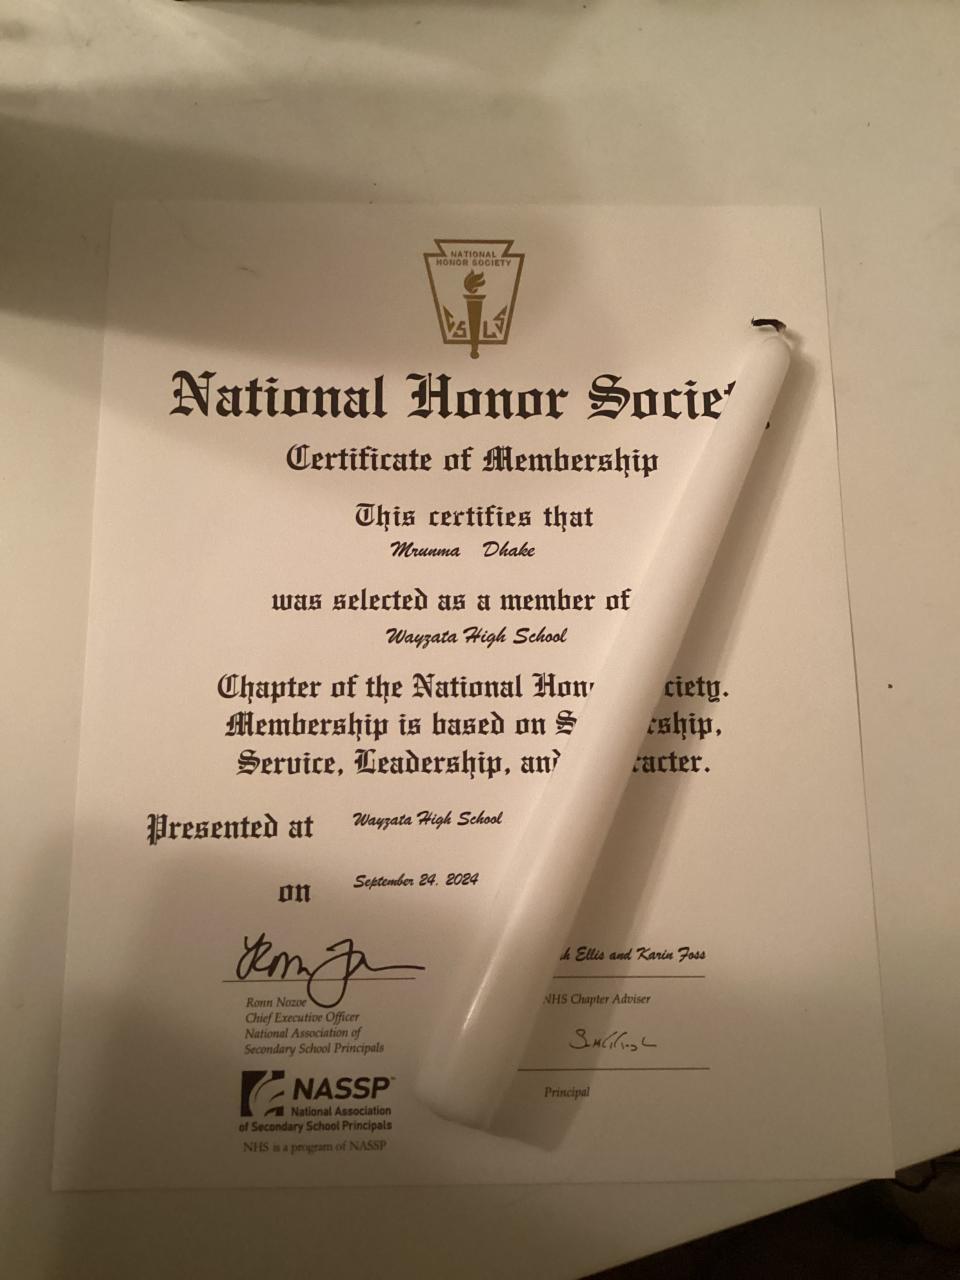 NATIONAL
HONOR SOCIETY
C S L S
National Honor Socie
Certificate of Membership
This certifies that
Mrunma Dhake
was selected as a member of
Wayzata High School
Chapter of the National Hon ciety.
Membership is based on S rship,
Service, Leadership, and racter.
Presented at Wayzata High School
on September 24, 2024
Ronn Nozoe
Chief Executive Officer
National Association of
Secondary School Principals
NASSP™
National Association
of Secondary School Principals
NHS is a program of NASSP
h Ellis and Karin Foss
NHS Chapter Adviser
Principal